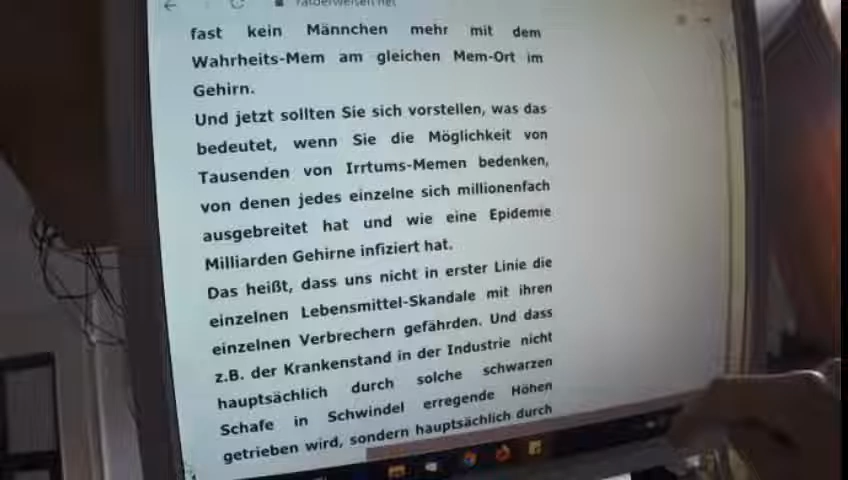 ratderweisen.net
fast kein Männchen mehr mit dem
Wahrheits-Mem am gleichen Mem-Ort im
Gehirn.
Und jetzt sollten Sie sich vorstellen, was das
bedeutet, wenn Sie die Möglichkeit von
Tausenden von Irrtums-Memen bedenken,
von denen jedes einzelne sich millionenfach
ausgebreitet hat und wie eine Epidemie
Milliarden Gehirne infiziert hat.
Das heißt, dass uns nicht in erster Linie die
einzelnen Lebensmittel-Skandale mit ihren
einzelnen Verbrechern gefährden. Und dass
z.B. der Krankenstand in der Industrie nicht
hauptsächlich durch solche schwarzen
Schafe in Schwindel erregende Höhen
getrieben wird, sondern hauptsächlich durch